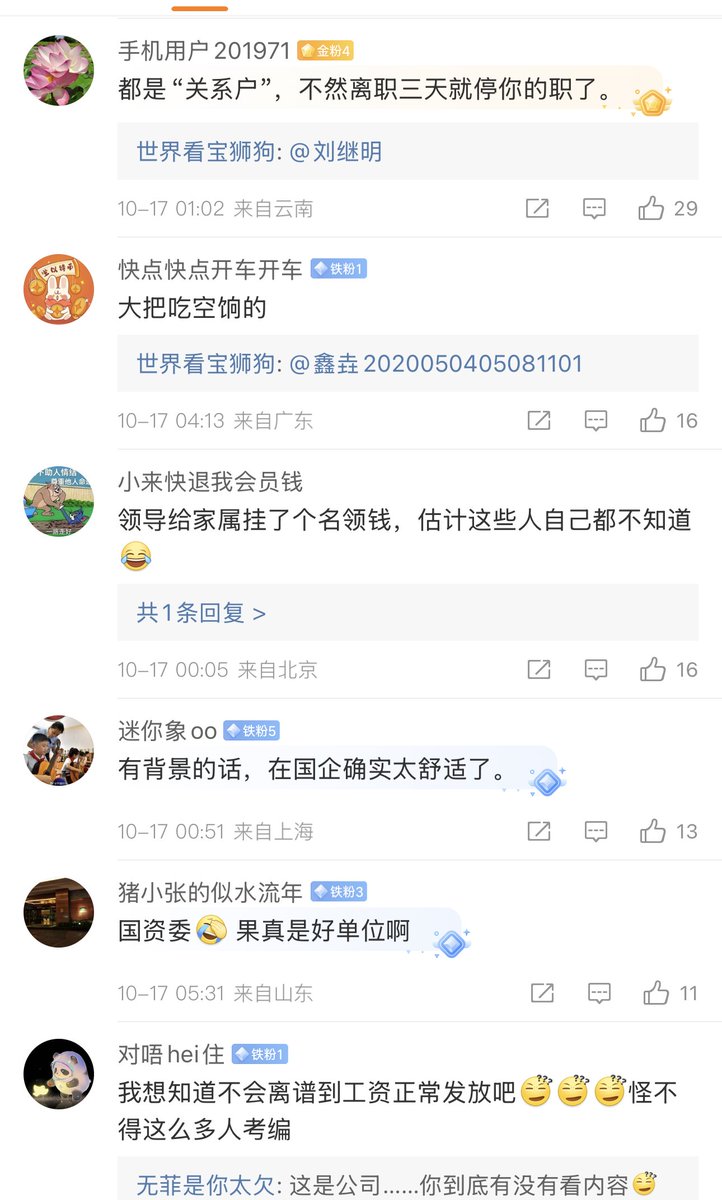 手机用户201971 金粉4
都是“关系户”，不然离职三天就停你的职了。
世界看宝狮狗: @刘继明
10-17 01:02 来自云南 29
快点快点开车开车 铁粉1
大把吃空饷的
世界看宝狮狗: @鑫垚2020050405081101
10-17 04:13 来自广东 16
小来快退我会员钱
领导给家属挂了个名领钱，估计这些人自己都不知道
😂
共1条回复 >
10-17 00:05 来自北京 16
迷你象oo 铁粉5
有背景的话，在国企确实太舒适了。
10-17 00:51 来自上海 13
猪小张的似水流年 铁粉3
国资委🤣 果真是好单位啊
10-17 05:31 来自山东 11
对唔hei住 铁粉1
我想知道不会离谱到工资正常发放吧怪不
得这么多人考编
无菲是你太欠: 这是公司......你到底有没有看内容